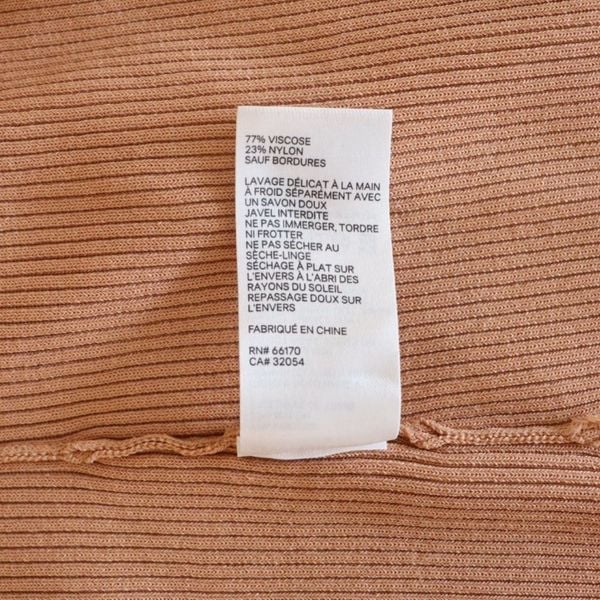 77% VISCOSE
23% NYLON
SAUF BORDURES
LAVAGE DÉLICAT À LA MAIN
À FROID SÉPARÉMENT AVEC
UN SAVON DOUX
JAVEL INTERDITE
NE PAS IMMERGER, TORDRE
NI FROTTER
NE PAS SÉCHER AU
SÈCHE-LINGE
SÉCHAGE À PLAT SUR
L'ENVERS À L'ABRI DES
RAYONS DU SOLEIL
REPASSAGE DOUX SUR
L'ENVERS
FABRIQUÉ EN CHINE
RN# 66170
CA# 32054